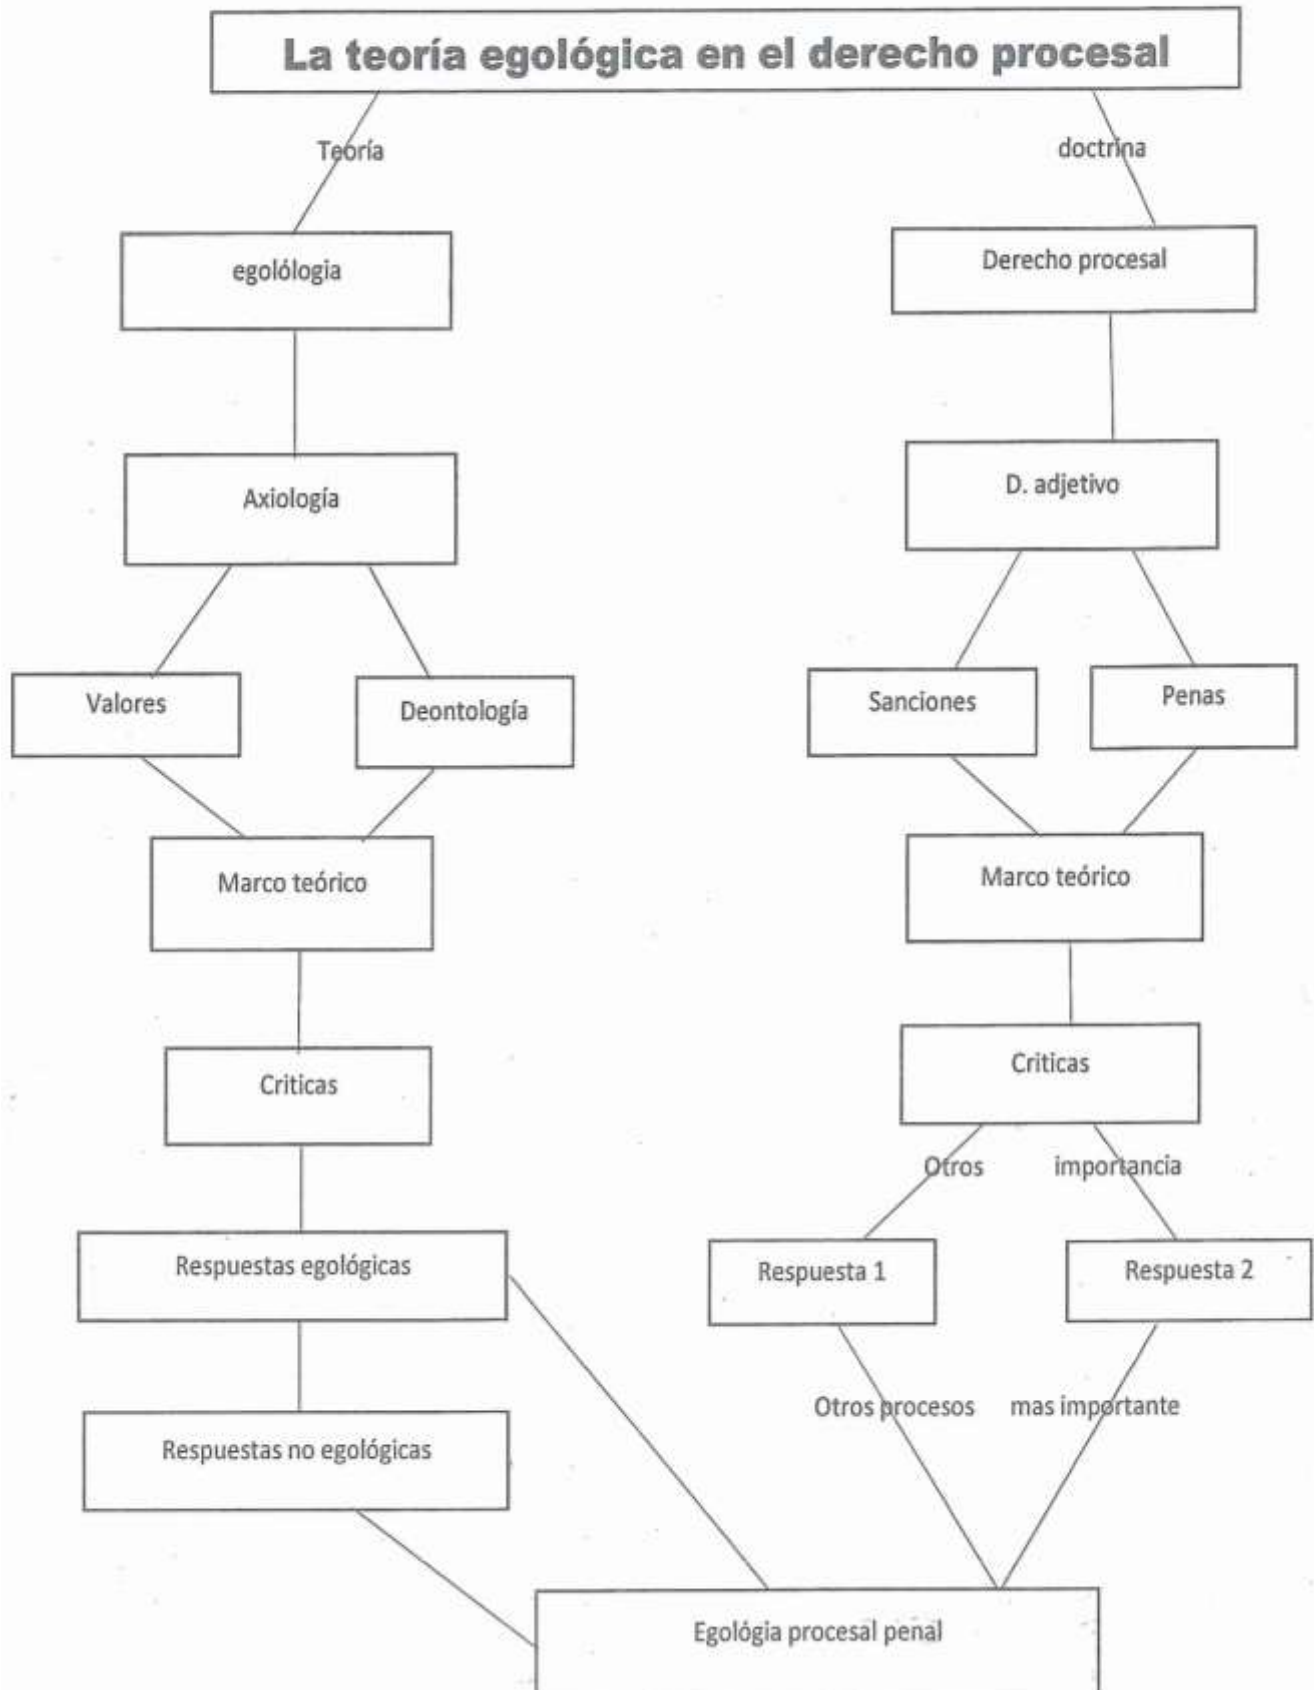 La teoría egológica en el derecho procesal
Teoría
doctrina
egolólogia
Derecho procesal
Axiología
D. adjetivo
Valores
Deontología
Sanciones
Penas
Marco teórico
Marco teórico
Criticas
Criticas
Otros
importancia
Respuestas egológicas
Respuesta 1
Respuesta 2
Otros procesos
mas importante
Respuestas no egológicas
Egológia procesal penal